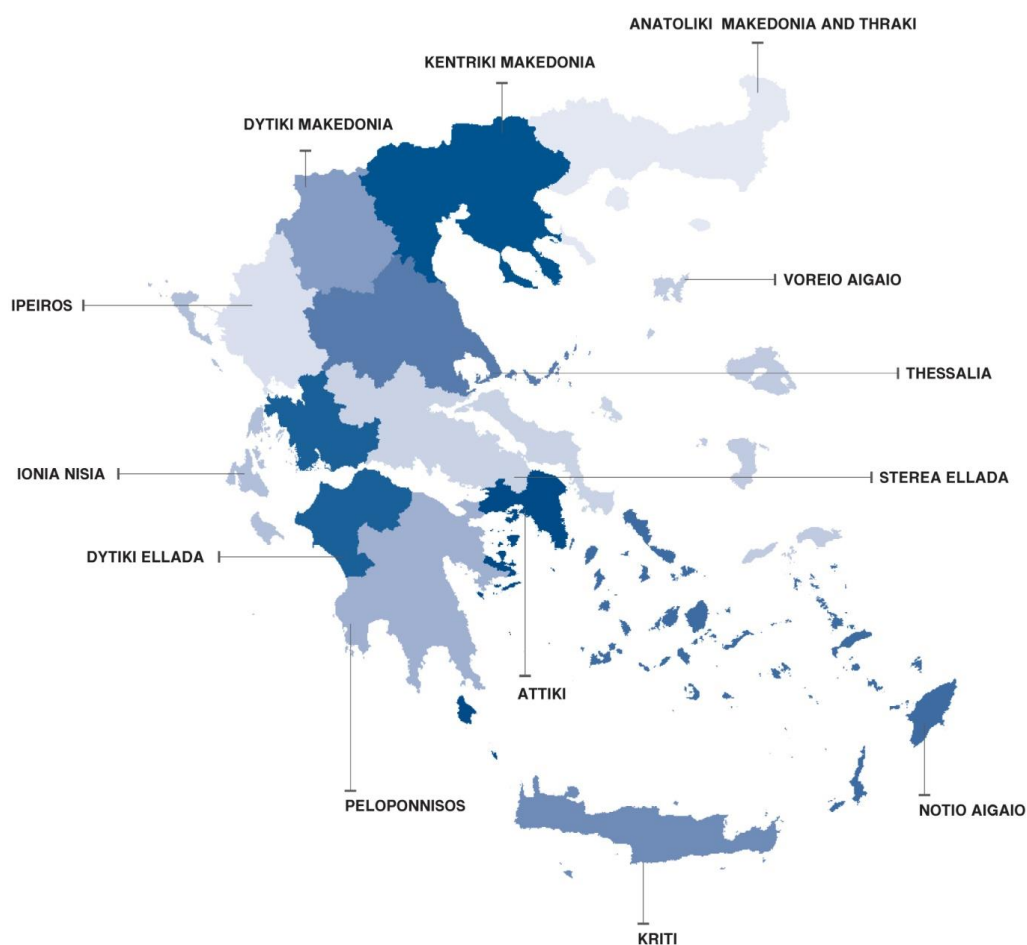 ANATOLIKI MAKEDONIA AND THRAKI
KENTRIKI MAKEDONIA
DYTIKI MAKEDONIA
VOREIO AIGAIO
IPEIROS
THESSALIA
IONIA NISIA
STEREA ELLADA
DYTIKI ELLADA
ATTIKI
PELOPONNISOS
NOTIO AIGAIO
KRITI